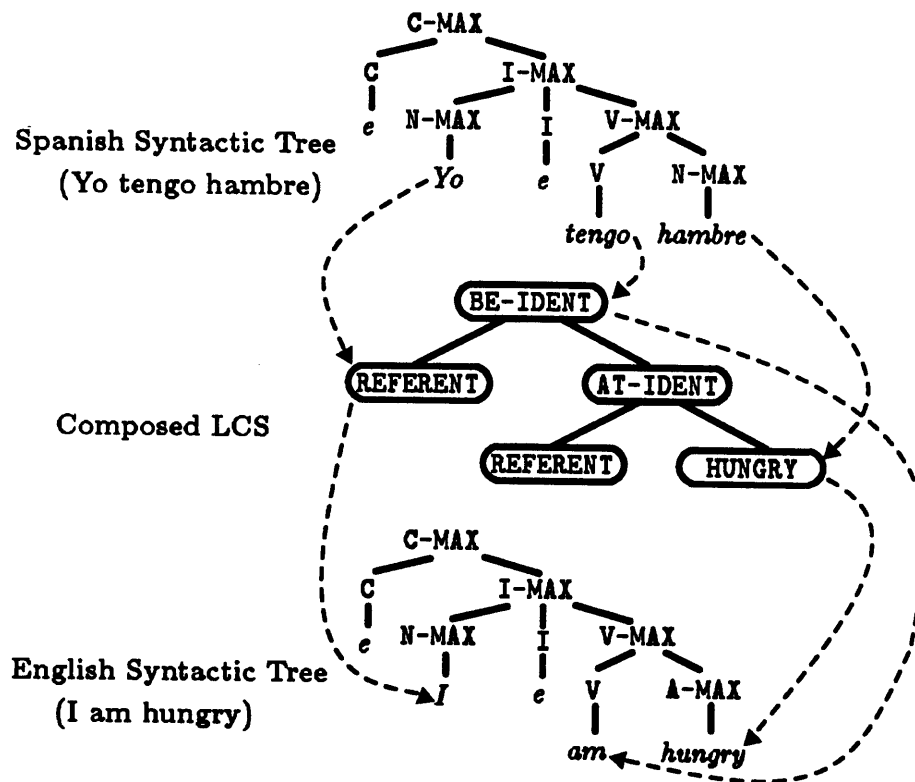 C-MAX
C I-MAX
e N-MAX I V-MAX
Spanish Syntactic Tree
(Yo tengo hambre)
Yo e V N-MAX
tengo hambre
BE-IDENT
REFERENT AT-IDENT
Composed LCS
REFERENT HUNGRY
C-MAX
C I-MAX
e N-MAX I V-MAX
English Syntactic Tree
(I am hungry)
I e V A-MAX
am hungry